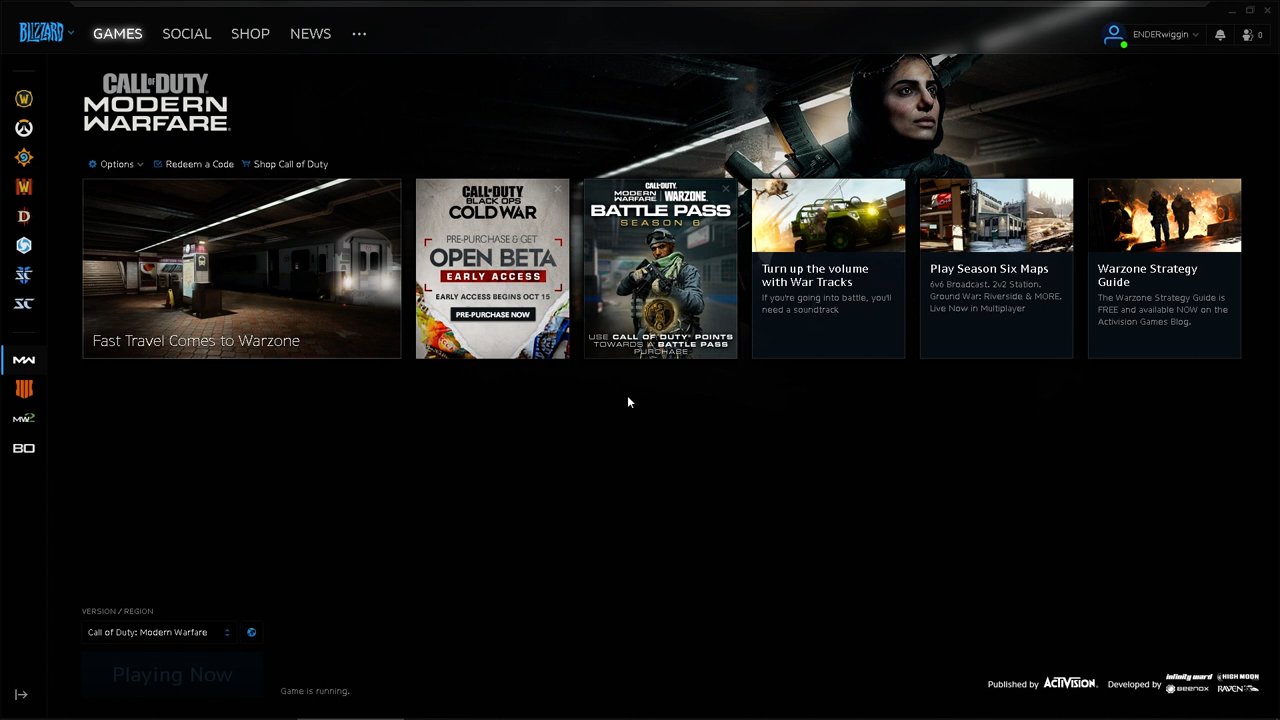 BLIZZARD
GAMES
SOCIAL
SHOP
NEWS
ENDERwiggin
0
CALL OF DUTY
MODERN
WARFARE.
Options
Redeem a Code
Shop Call of Duty
Fast Travel Comes to Warzone
CALL OF DUTY
BLACK OPS
COLD WAR
PRE-PURCHASE & GET
OPEN BETA
EARLY ACCESS
EARLY ACCESS BEGINS OCT 15
PRE-PURCHASE NOW
CALL OF DUTY.
MODERN WARFARE | WARZONE.
BATTLE PASS
SEASON 6
USE CALL OF DUTY POINTS
TOWARDS A BATTLE PASS
PURCHASE
Turn up the volume
with War Tracks
If you're going into battle, you'll
need a soundtrack
Play Season Six Maps
6v6 Broadcast. 2v2 Station.
Ground War: Riverside & MORE.
Live Now in Multiplayer
Warzone Strategy
Guide
The Warzone Strategy Guide is
FREE and available NOW on the
Activision Games Blog.
W
W
D
SC
MW
MW2
BO
VERSION / REGION
Call of Duty: Modern Warfare
Playing Now
Game is running.
Published by ACTIVISION. Developed by
infinity ward HIGH MOON
BEENOX RAVEN